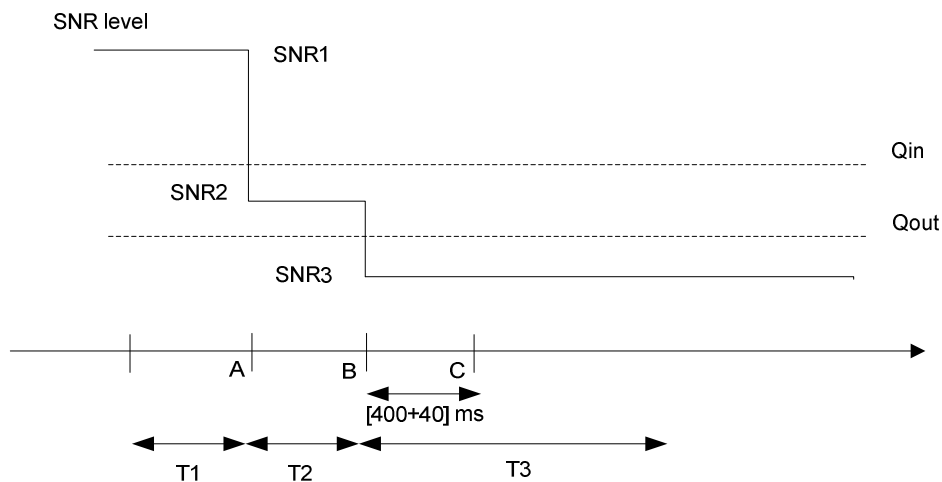 SNR level
SNR1
Qin
SNR2
Qout
SNR3
A B C
[400+40] ms
T1 T2 T3